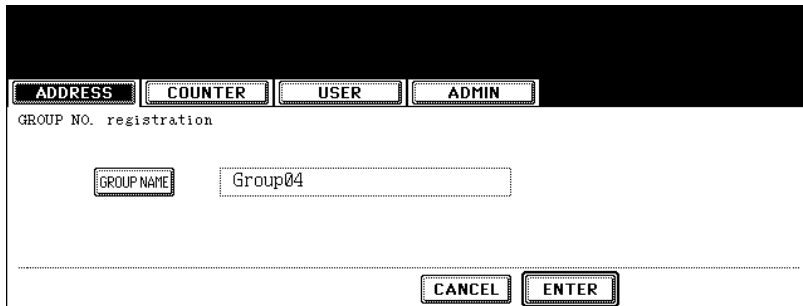 ADDRESS COUNTER USER ADMIN
GROUP NO. registration
GROUP NAME Group04
CANCEL ENTER